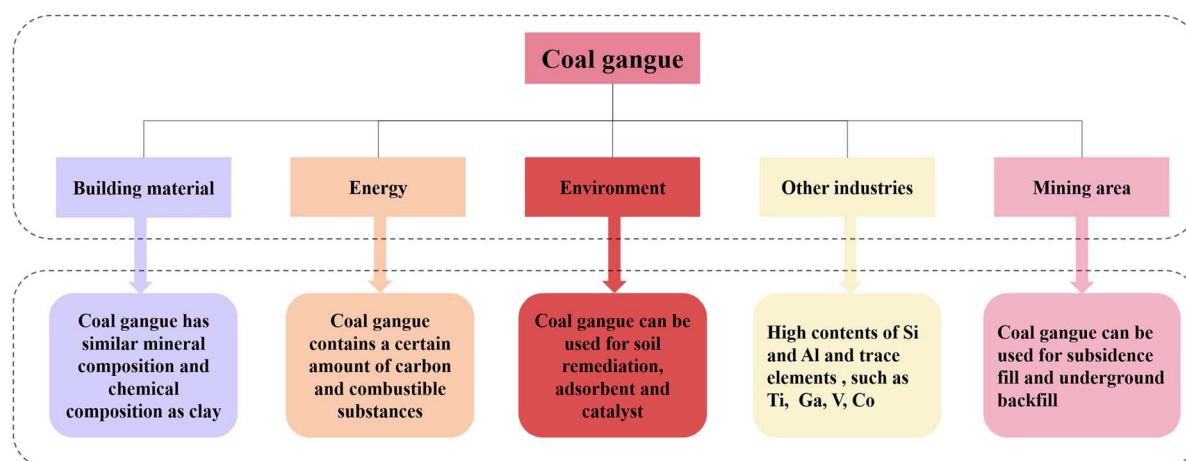 Coal gangue
Building material
Energy
Environment
Other industries
Mining area
Coal gangue has
similar mineral
composition and
chemical
composition as clay
Coal gangue
contains a certain
amount of carbon
and combustible
substances
Coal gangue can be
used for soil
remediation,
adsorbent and
catalyst
High contents of Si
and Al and trace
elements , such as
Ti, Ga, V, Co
Coal gangue can be
used for subsidence
fill and underground
backfill